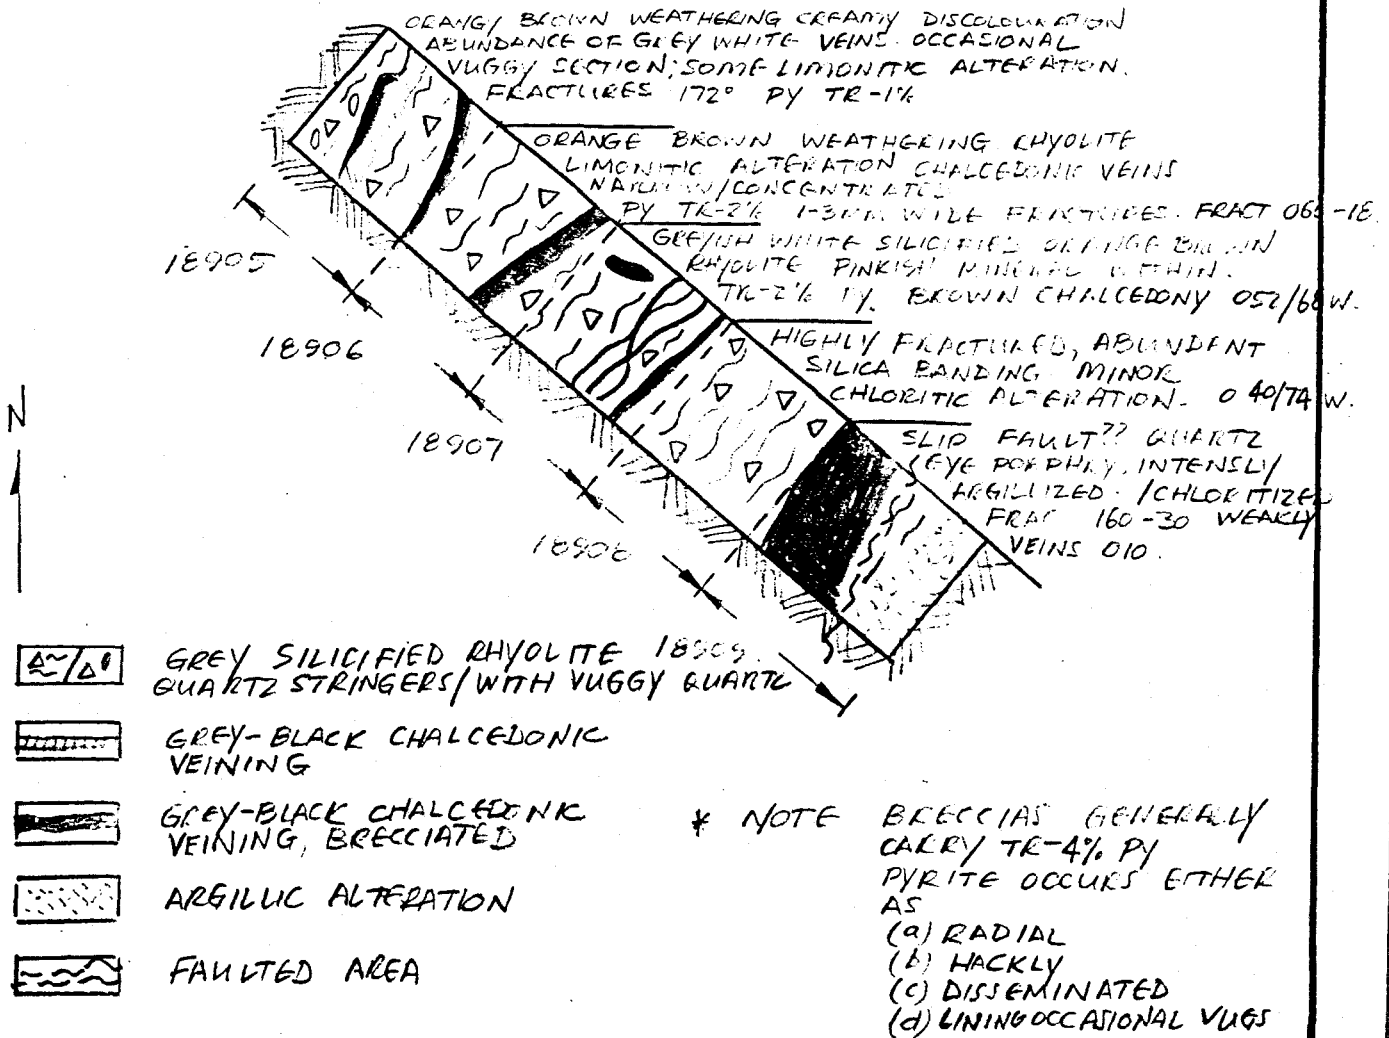 ORANGY BROWN WEATHERING CREAMY DISCOLOURATION
ABUNDANCE OF GREY WHITE VEINS. OCCASIONAL
VUGGY SECTION; SOME LIMONITIC ALTERATION.
FRACTURES 172° PY TR-1%
ORANGE BROWN WEATHERING RHYOLITE
LIMONITIC ALTERATION CHALCEDONIC VEINS
NARROW/CONCENTRATED
PY TR-2% 1-3mm WIDE FRACTURES. FRACT 065-18
GREYISH WHITE SILICIFIED ORANGE BROWN
RHYOLITE PINKISH MINERAL WITHIN.
TR-2% PY. BROWN CHALCEDONY 052/68W.
HIGHLY FRACTURED, ABUNDENT
SILICA BANDING MINOR
CHLORITIC ALTERATION. 040/74 W.
SLIP FAULT?? QUARTZ
EYE PORPHRY. INTENSLY
ARGILLIZED. /CHLORITIZED
FRAC 160-30 WEAKLY
VEINS 010.
18905
18906
18907
18908
N
GREY SILICIFIED RHYOLITE 18909
QUARTZ STRINGERS/WITH VUGGY QUARTZ
GREY-BLACK CHALCEDONIC
VEINING
GREY-BLACK CHALCEDONIC
VEINING, BRECCIATED
ARGILLIC ALTERATION
FAULTED AREA
* NOTE BRECCIAS GENERALLY
CARRY TR-4% PY
PYRITE OCCURS EITHER
AS
(a) RADIAL
(b) HACKLY
(c) DISSEMINATED
(d) LINING OCCASIONAL VUGS